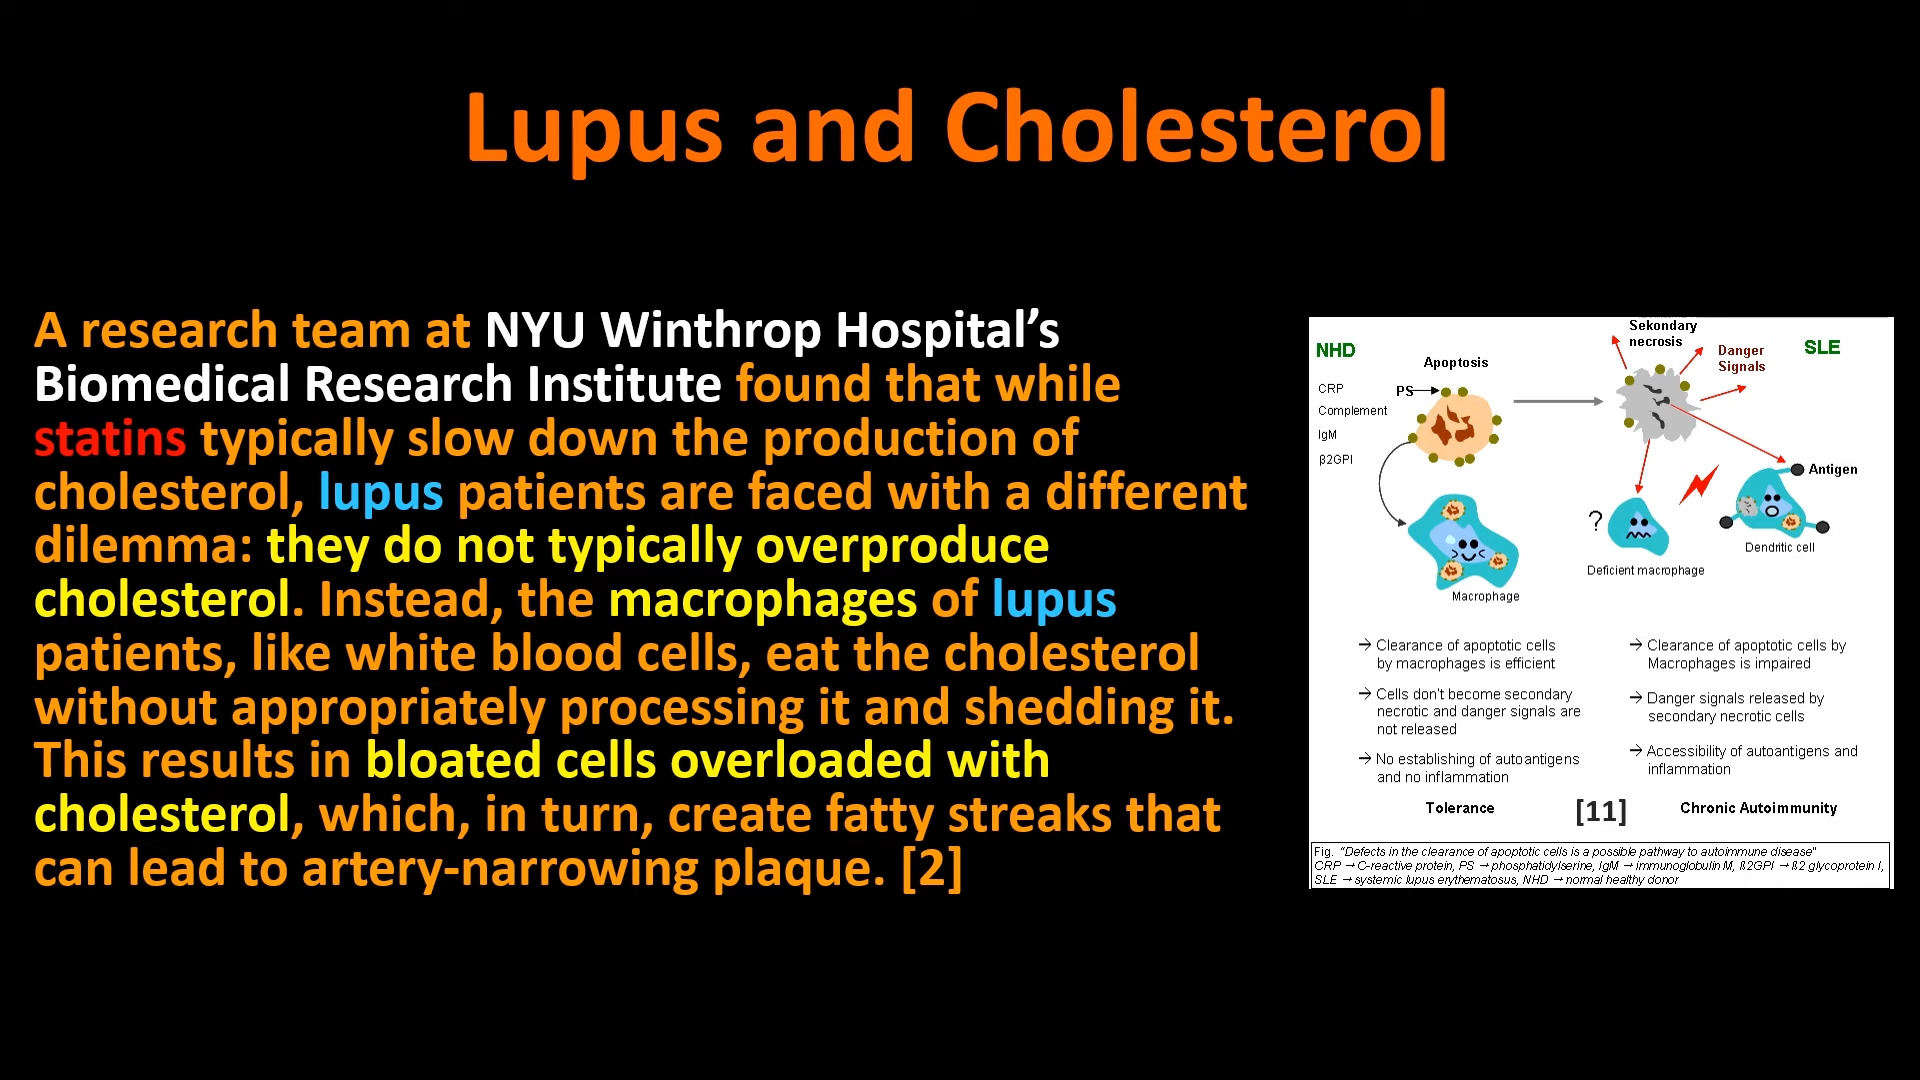 Lupus and Cholesterol
A research team at NYU Winthrop Hospital’s
Biomedical Research Institute found that while
statins typically slow down the production of
cholesterol, lupus patients are faced with a different
dilemma: they do not typically overproduce
cholesterol. Instead, the macrophages of lupus
patients, like white blood cells, eat the cholesterol
without appropriately processing it and shedding it.
This results in bloated cells overloaded with
cholesterol, which, in turn, create fatty streaks that
can lead to artery-narrowing plaque. [2]
NHD
Apoptosis
CRP
PS
Complement
IgM
β2GPI
Macrophage
Sekondary
necrosis
Danger
Signals
SLE
Antigen
?
Dendritic cell
Deficient macrophage
→ Clearance of apoptotic cells
by macrophages is efficient
→ Cells don't become secondary
necrotic and danger signals are
not released
→ No establishing of autoantigens
and no inflammation
Tolerance
→ Clearance of apoptotic cells by
Macrophages is impaired
→ Danger signals released by
secondary necrotic cells
→ Accessibility of autoantigens and
inflammation
[11]
Chronic Autoimmunity
Fig. "Defects in the clearance of apoptotic cells is a possible pathway to autoimmune disease"
CRP → C-reactive protein, PS → phosphatidylserine, IgM → immunoglobulin M, ß2GPI → ß2 glycoprotein I,
SLE → systemic lupus erythematosus, NHD → normal healthy donor